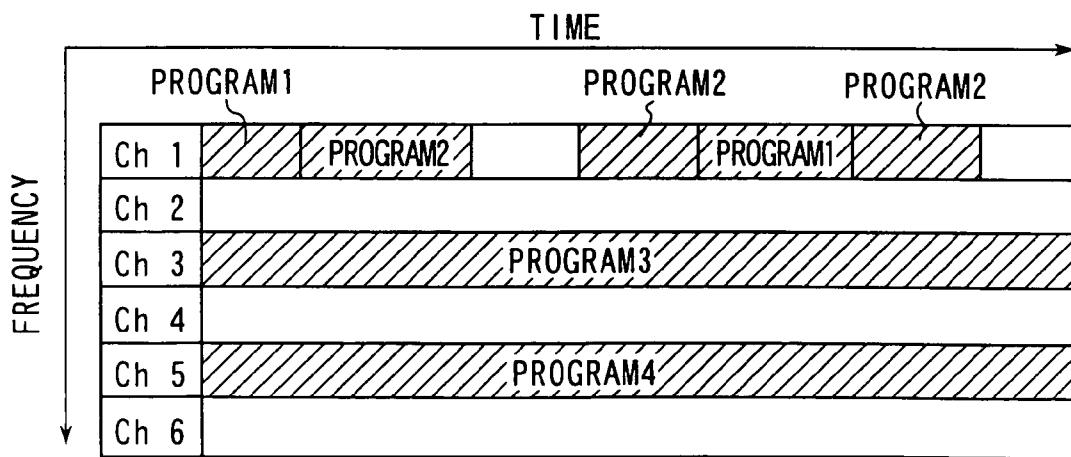 TIME
PROGRAM1
PROGRAM2
PROGRAM2
FREQUENCY
Ch 1
PROGRAM2
PROGRAM1
Ch 2
Ch 3
PROGRAM3
Ch 4
Ch 5
PROGRAM4
Ch 6